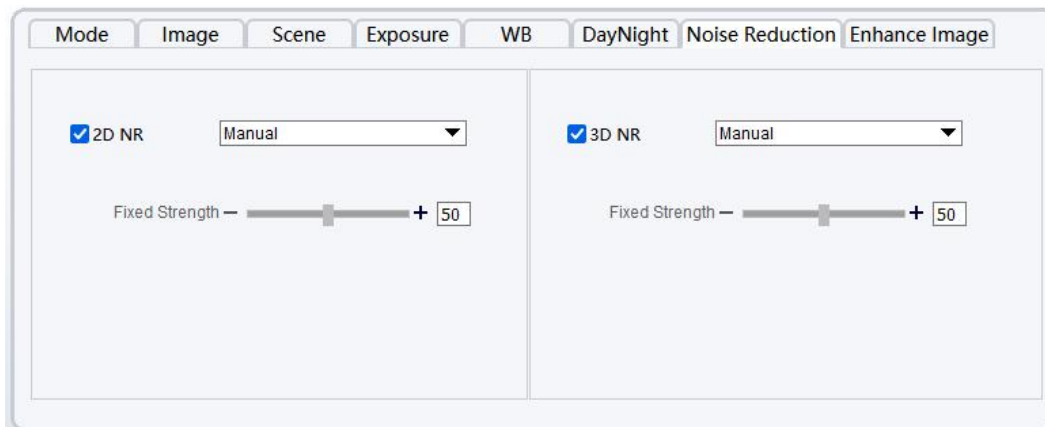 Mode Image Scene Exposure WB DayNight Noise Reduction Enhance Image
2D NR Manual
Fixed Strength − + 50
3D NR Manual
Fixed Strength − + 50